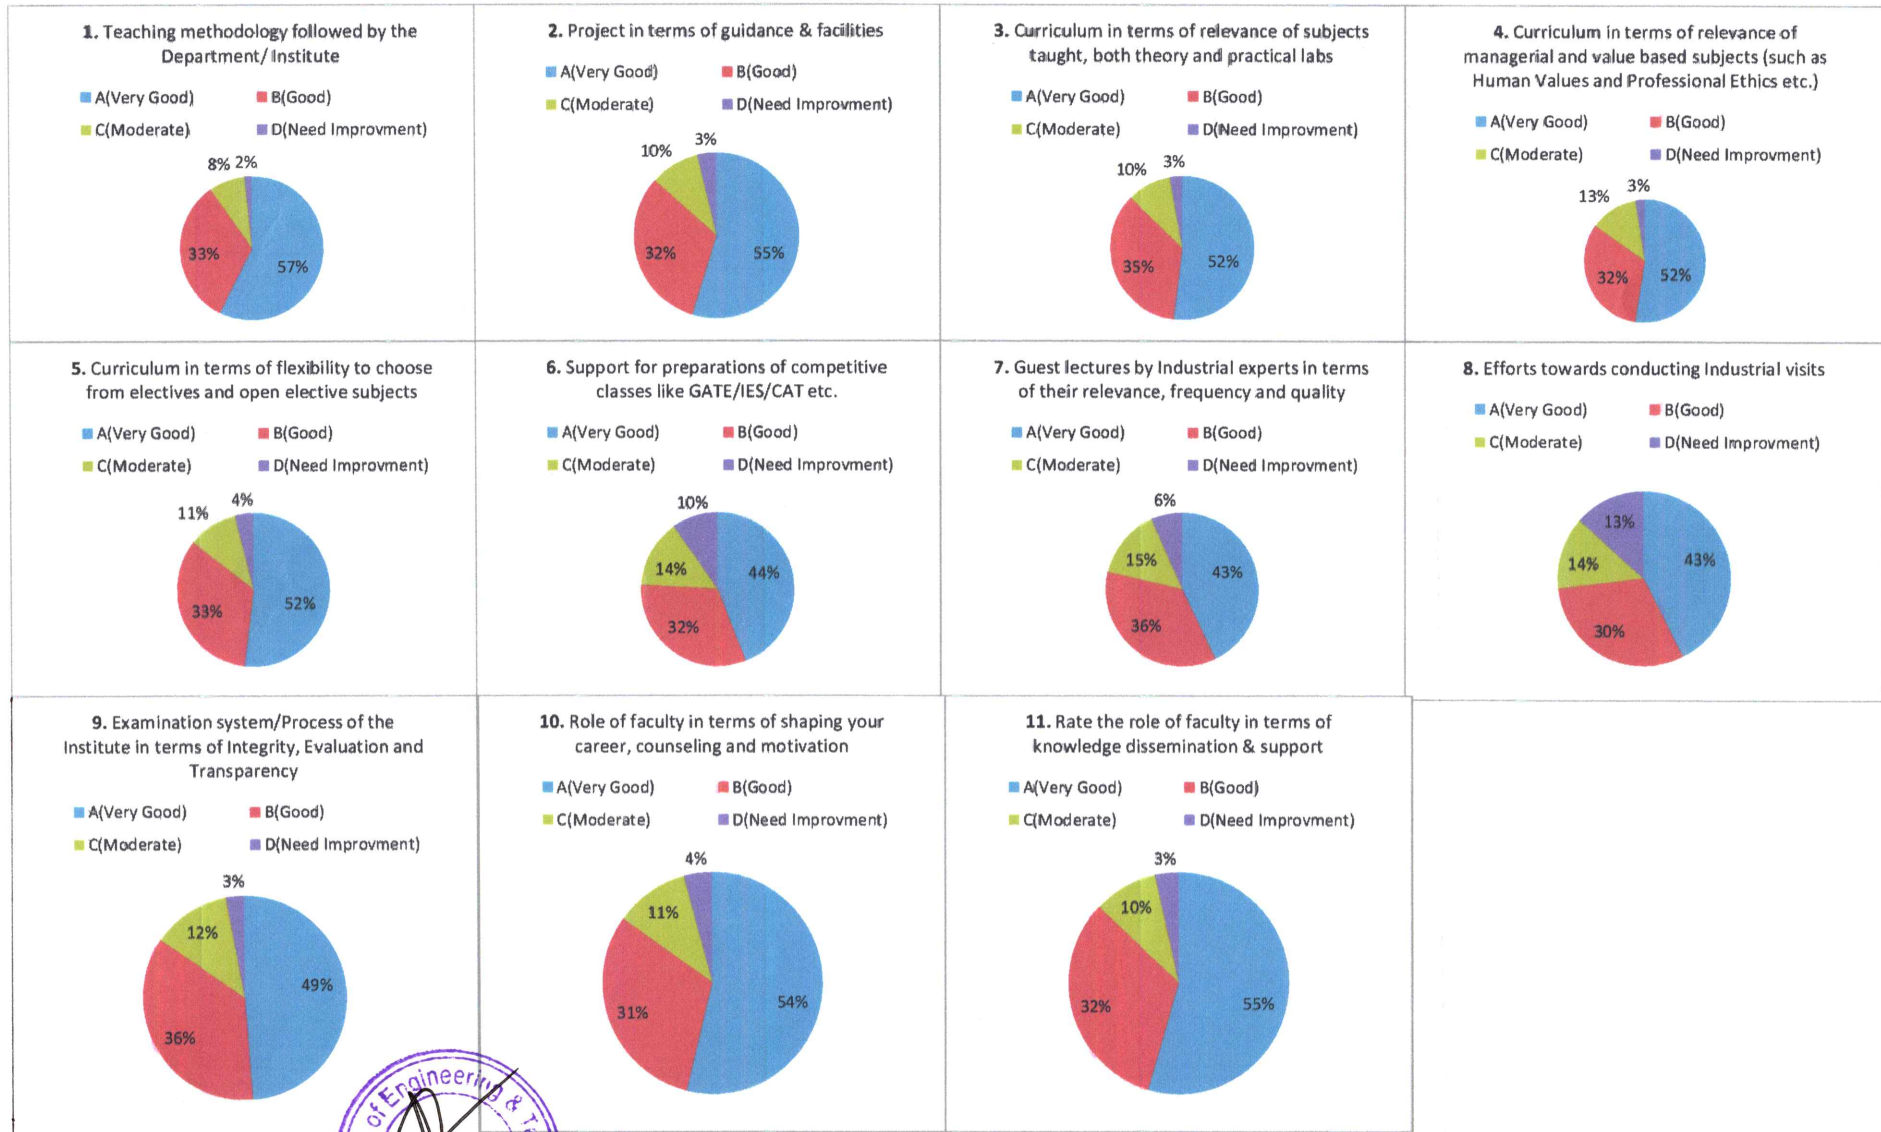 1. Teaching methodology followed by the
Department/ Institute
A(Very Good) B(Good)
C(Moderate) D(Need Improvment)
8% 2%
33%
57%
2. Project in terms of guidance & facilities
A(Very Good) B(Good)
C(Moderate) D(Need Improvment)
3%
10%
32% 55%
3. Curriculum in terms of relevance of subjects
taught, both theory and practical labs
A(Very Good) B(Good)
C(Moderate) D(Need Improvment)
3%
10%
35% 52%
4. Curriculum in terms of relevance of
managerial and value based subjects (such as
Human Values and Professional Ethics etc.)
A(Very Good) B(Good)
C(Moderate) D(Need Improvment)
3%
13%
32% 52%
5. Curriculum in terms of flexibility to choose
from electives and open elective subjects
A(Very Good) B(Good)
C(Moderate) D(Need Improvment)
4%
11%
33% 52%
6. Support for preparations of competitive
classes like GATE/IES/CAT etc.
A(Very Good) B(Good)
C(Moderate) D(Need Improvment)
10%
14% 44%
32%
7. Guest lectures by Industrial experts in terms
of their relevance, frequency and quality
A(Very Good) B(Good)
C(Moderate) D(Need Improvment)
6%
15% 43%
36%
8. Efforts towards conducting Industrial visits
A(Very Good) B(Good)
C(Moderate) D(Need Improvment)
13%
14% 43%
30%
9. Examination system/Process of the
Institute in terms of Integrity, Evaluation and
Transparency
A(Very Good) B(Good)
C(Moderate) D(Need Improvment)
3%
12%
49%
36%
10. Role of faculty in terms of shaping your
career, counseling and motivation
A(Very Good) B(Good)
C(Moderate) D(Need Improvment)
4%
11%
54%
31%
11. Rate the role of faculty in terms of
knowledge dissemination & support
A(Very Good) B(Good)
C(Moderate) D(Need Improvment)
3%
10%
32% 55%
of Engineering &